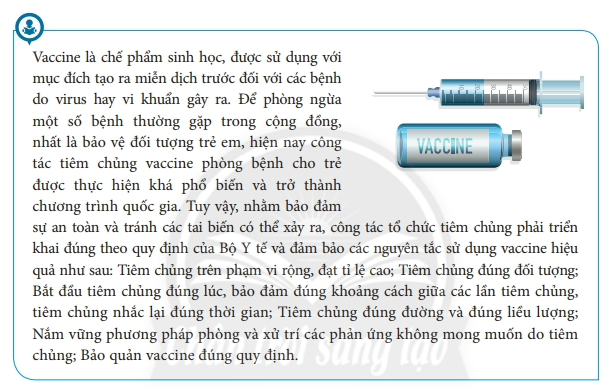 Vaccine là chế phẩm sinh học, được sử dụng với
mục đích tạo ra miễn dịch trước đối với các bệnh
do virus hay vi khuẩn gây ra. Để phòng ngừa
một số bệnh thường gặp trong cộng đồng,
nhất là bảo vệ đối tượng trẻ em, hiện nay công
tác tiêm chủng vaccine phòng bệnh cho trẻ
được thực hiện khá phổ biến và trở thành
chương trình quốc gia. Tuy vậy, nhằm bảo đảm
sự an toàn và tránh các tai biến có thể xảy ra, công tác tổ chức tiêm chủng phải triển
khai đúng theo quy định của Bộ Y tế và đảm bảo các nguyên tắc sử dụng vaccine hiệu
quả như sau: Tiêm chủng trên phạm vi rộng, đạt tỉ lệ cao; Tiêm chủng đúng đối tượng;
Bắt đầu tiêm chủng đúng lúc, bảo đảm đúng khoảng cách giữa các lần tiêm chủng,
tiêm chủng nhắc lại đúng thời gian; Tiêm chủng đúng đường và đúng liều lượng;
Nắm vững phương pháp phòng và xử trí các phản ứng không mong muốn do tiêm
chủng; Bảo quản vaccine đúng quy định.
VACCINE
Chân trời sáng tạo